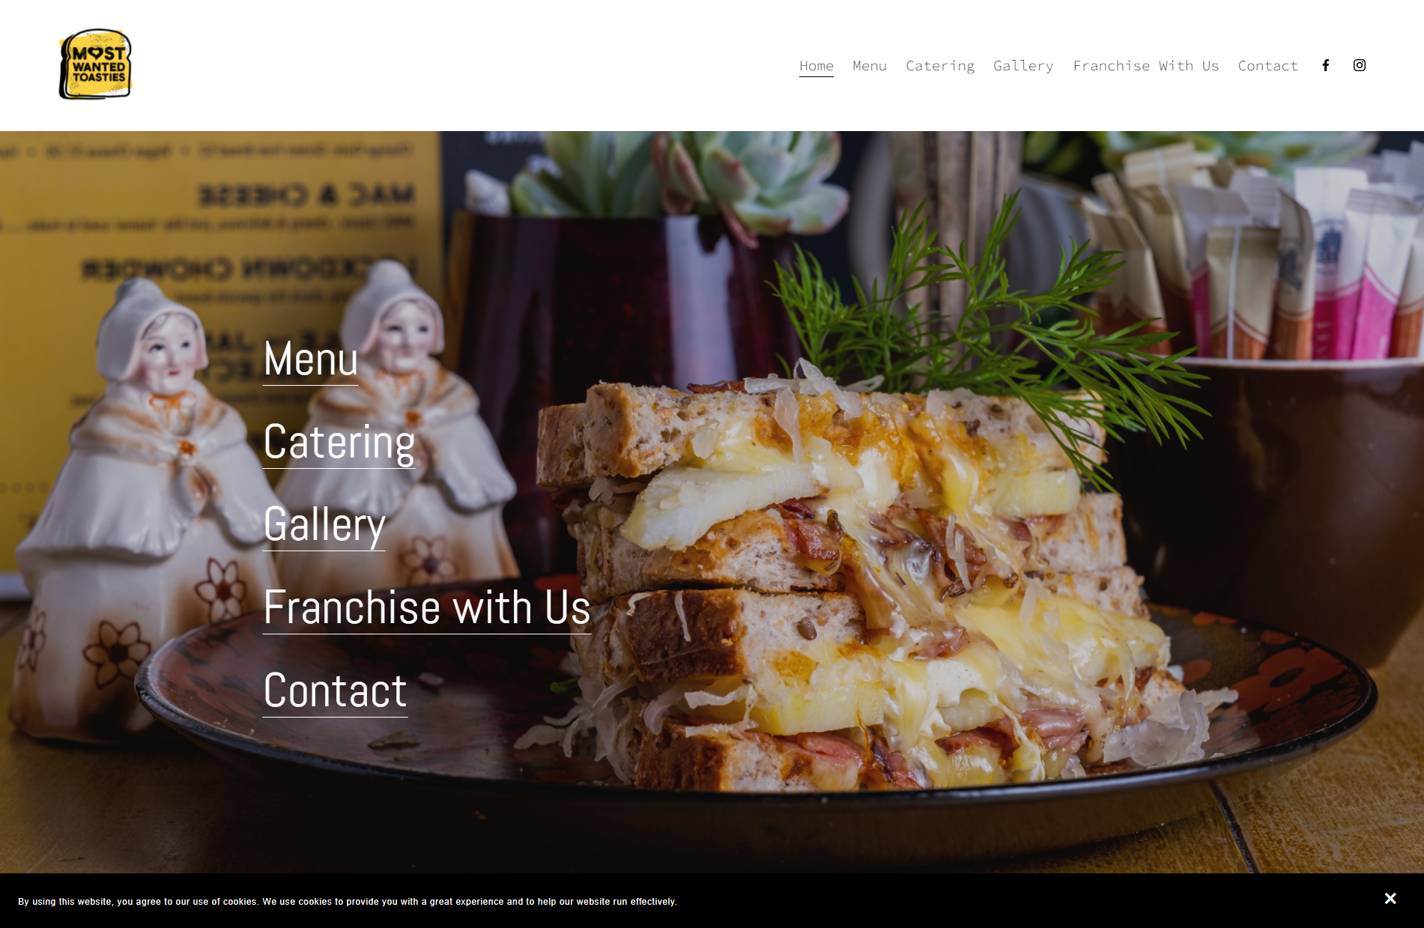 MOST
WANTED
TOASTIES
Home Menu Catering Gallery Franchise With Us Contact
MAC & CHEESE
LOCKDOWN CHOWDER
Menu
Catering
Gallery
Franchise with Us
Contact
By using this website, you agree to our use of cookies. We use cookies to provide you with a great experience and to help our website run effectively.